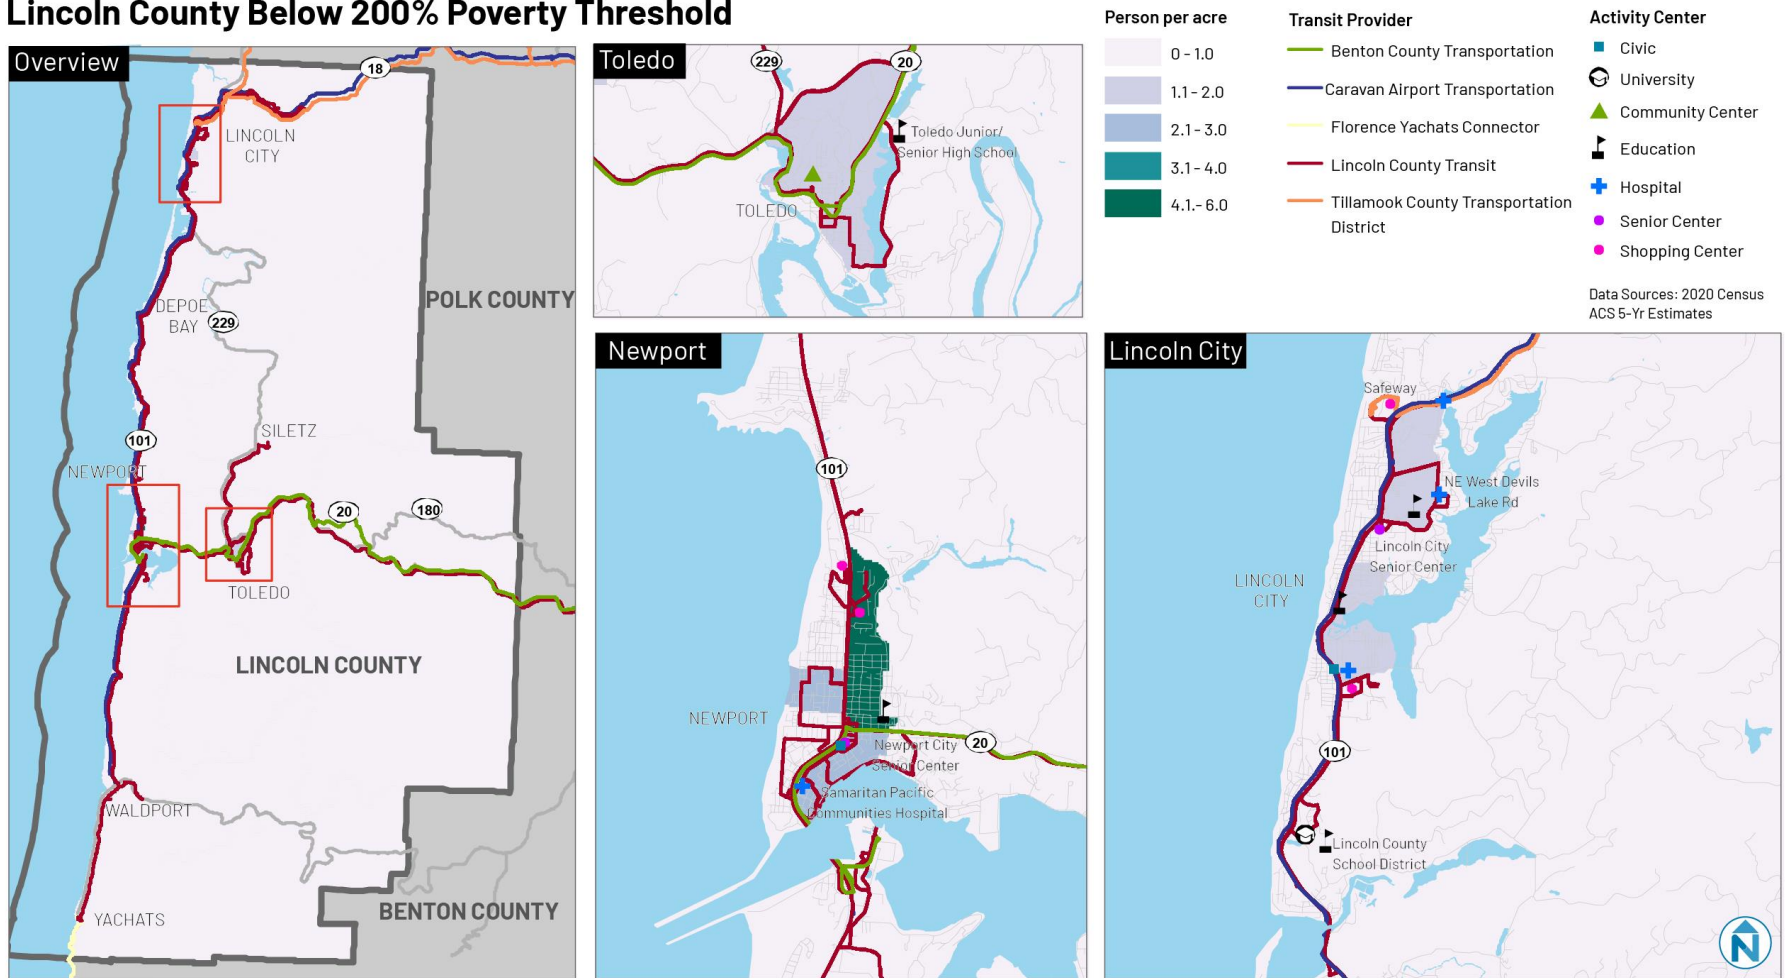 Lincoln County Below 200% Poverty Threshold
Overview
18
LINCOLN
CITY
POLK COUNTY
DEPOE
BAY
229
SILETZ
101
NEWPORT
20
180
TOLEDO
LINCOLN COUNTY
WALDPORT
BENTON COUNTY
YACHATS
Toledo
229
20
Toledo Junior/
Senior High School
TOLEDO
Person per acre
0 - 1.0
1.1 - 2.0
2.1 - 3.0
3.1 - 4.0
4.1.- 6.0
Transit Provider
Benton County Transportation
Caravan Airport Transportation
Florence Yachats Connector
Lincoln County Transit
Tillamook County Transportation
District
Activity Center
Civic
University
Community Center
Education
Hospital
Senior Center
Shopping Center
Data Sources: 2020 Census
ACS 5-Yr Estimates
Newport
101
NEWPORT
Newport City
Senior Center
20
Samaritan Pacific
Communities Hospital
Lincoln City
Safeway
NE West Devils
Lake Rd
Lincoln City
Senior Center
LINCOLN
CITY
101
Lincoln County
School District
N